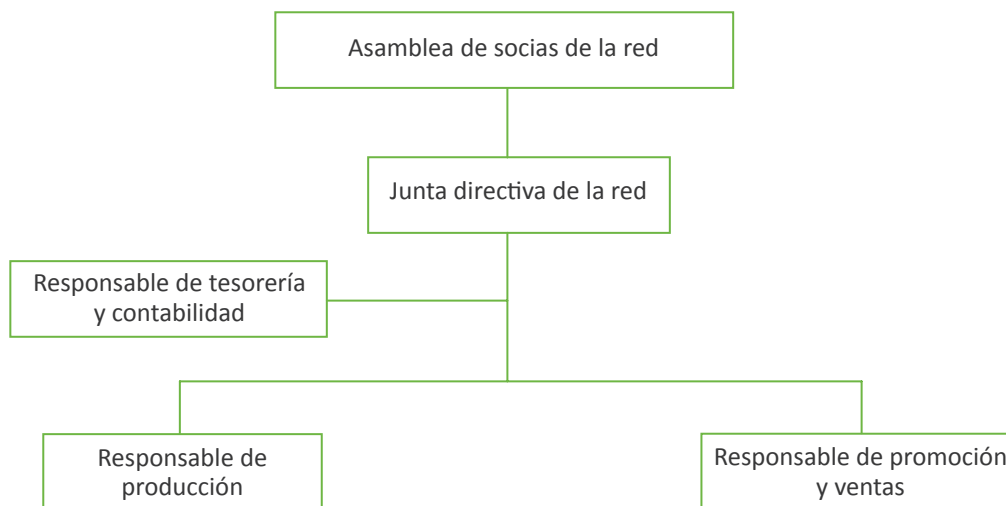 Asamblea de socias de la red
Junta directiva de la red
Responsable de tesorería
y contabilidad
Responsable de
producción
Responsable de promoción
y ventas